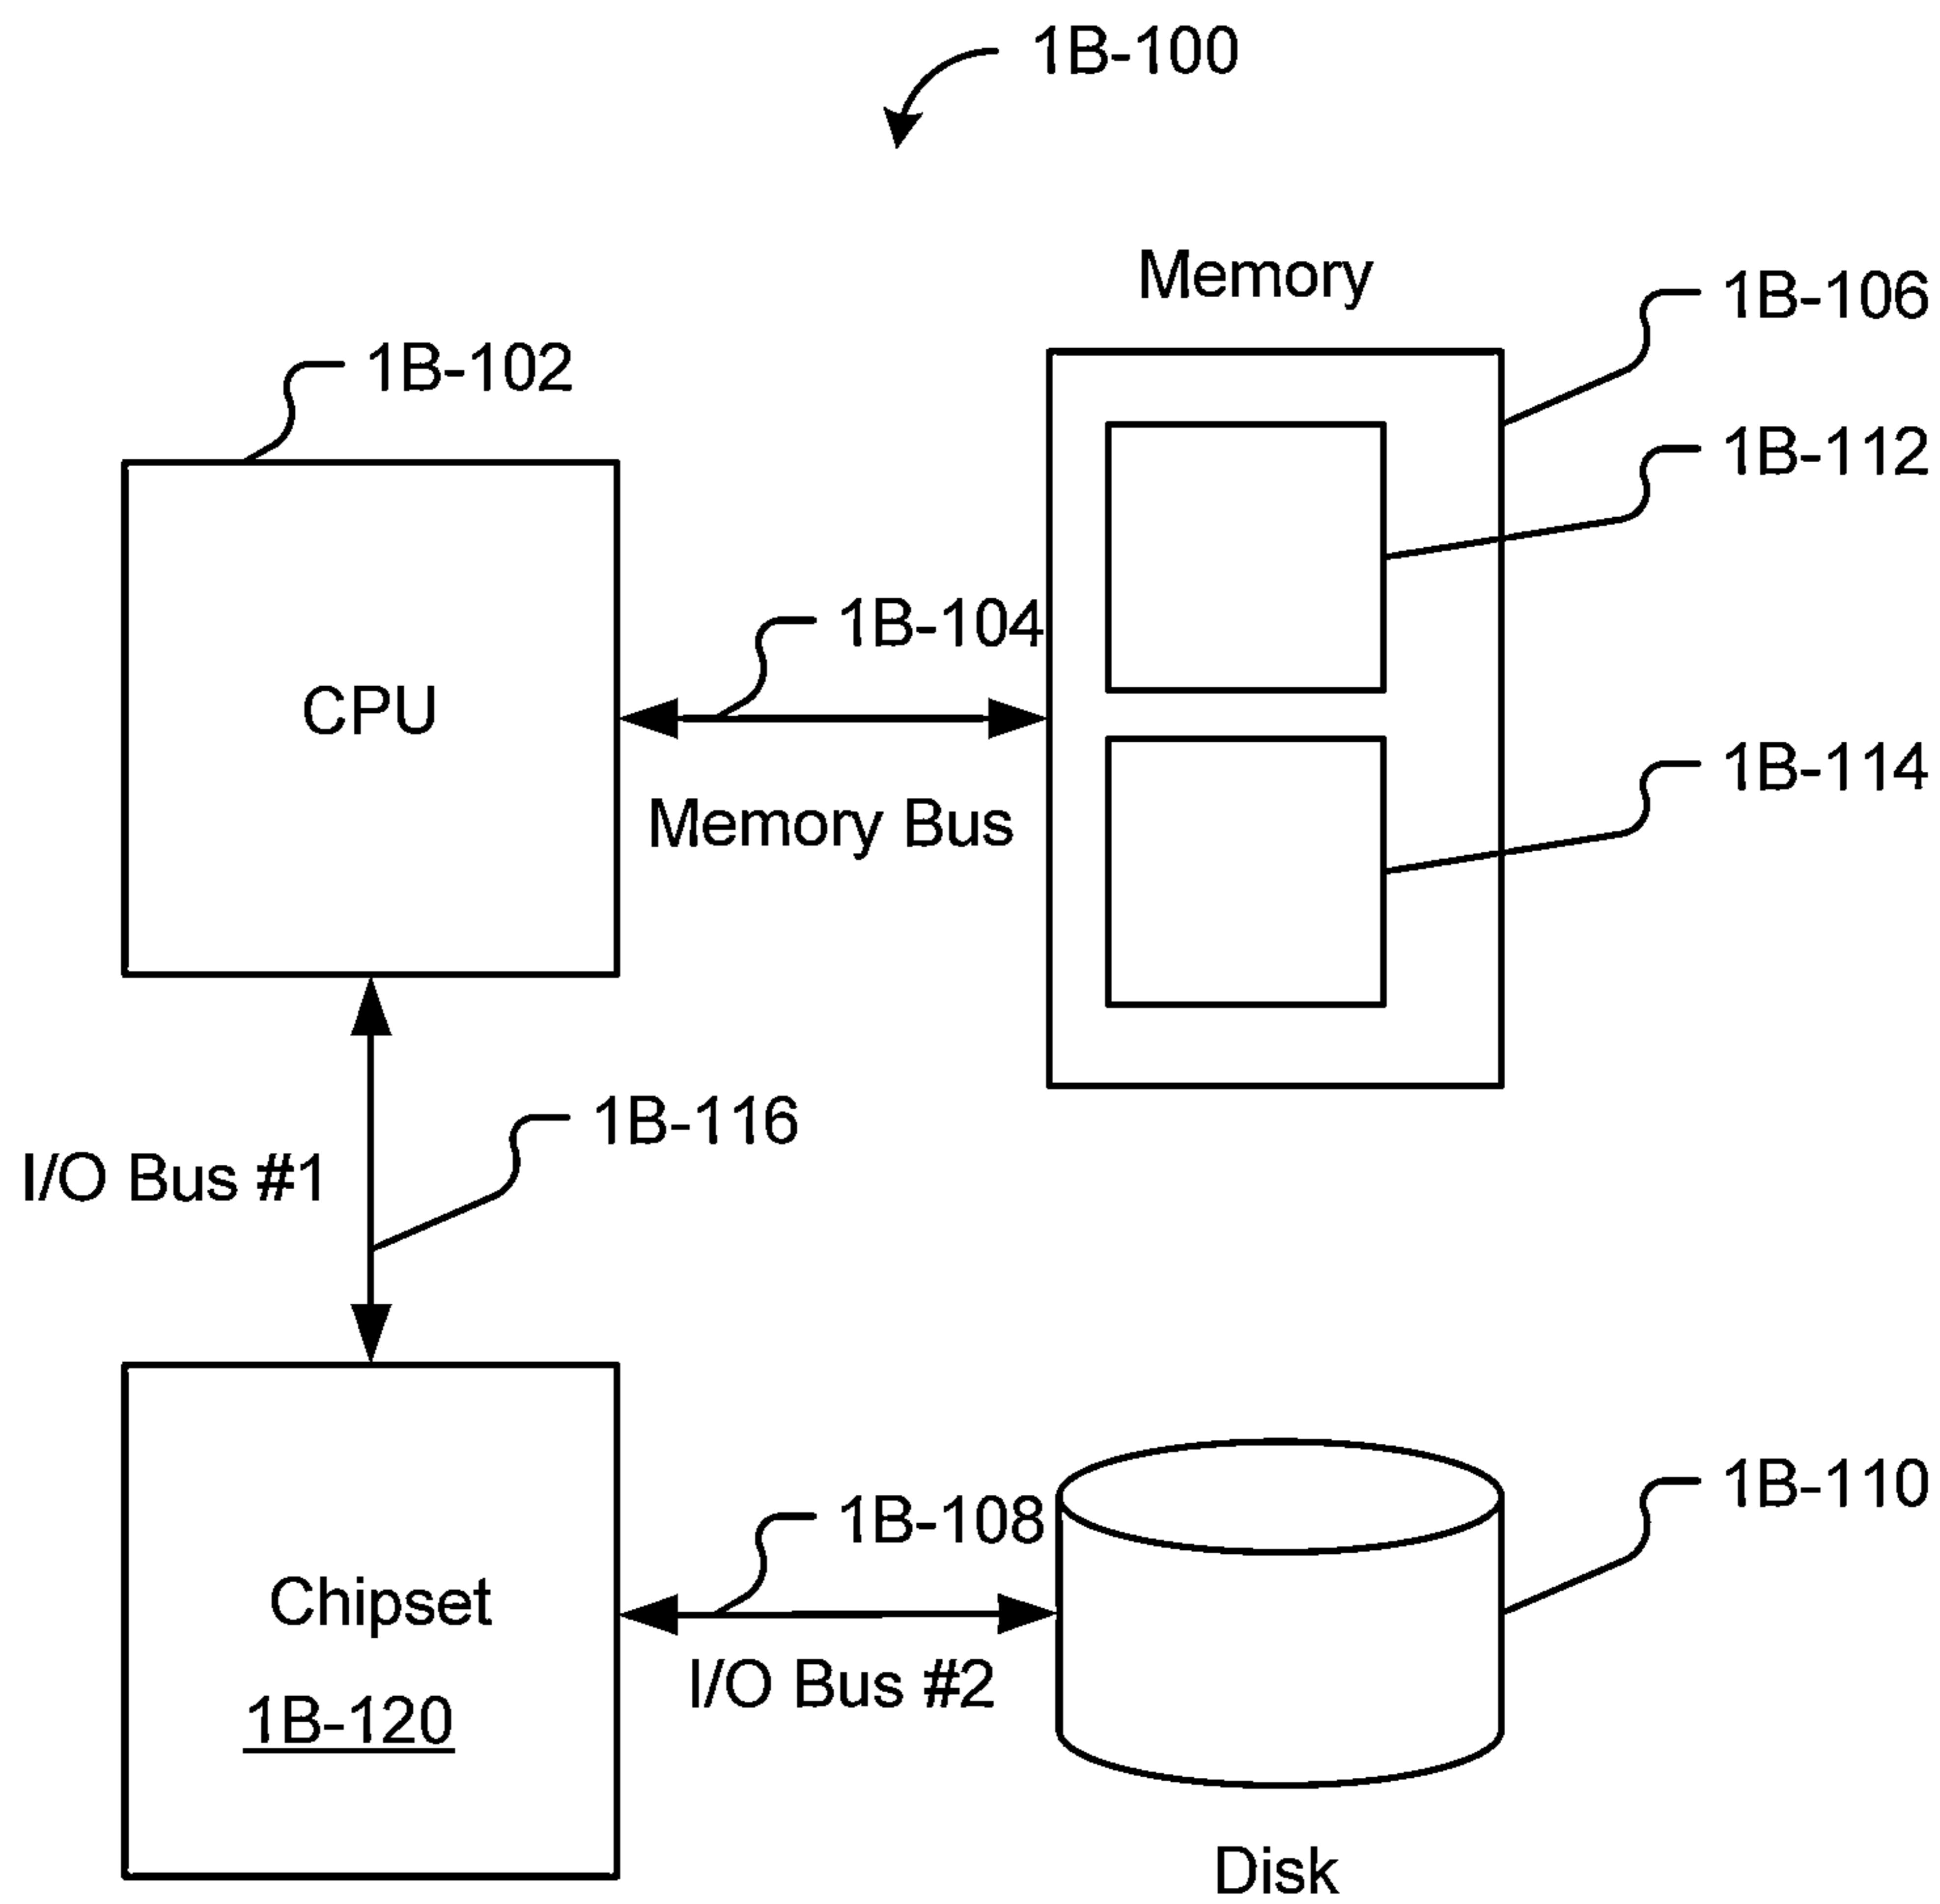 1B-100
Memory
1B-106
1B-102
1B-112
1B-104
CPU
1B-114
Memory Bus
1B-116
I/O Bus #1
1B-110
1B-108
Chipset
I/O Bus #2
1B-120
Disk